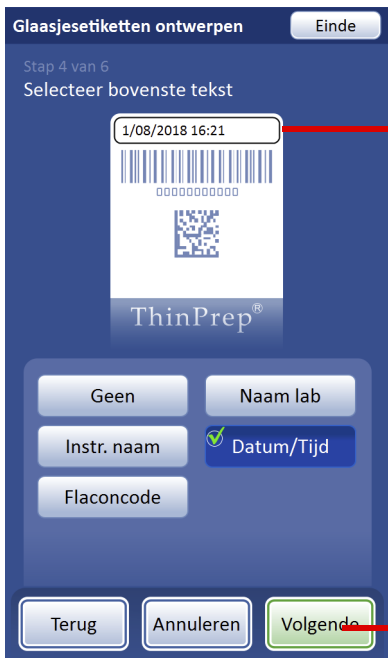 Glaasjesetiketten ontwerpen Einde
Stap 4 van 6
Selecteer bovenste tekst
1/08/2018 16:21
00000000000
ThinPrep®
Geen Naam lab
Instr. naam Datum/Tijd
Flaconcode
Terug Annuleren Volgende